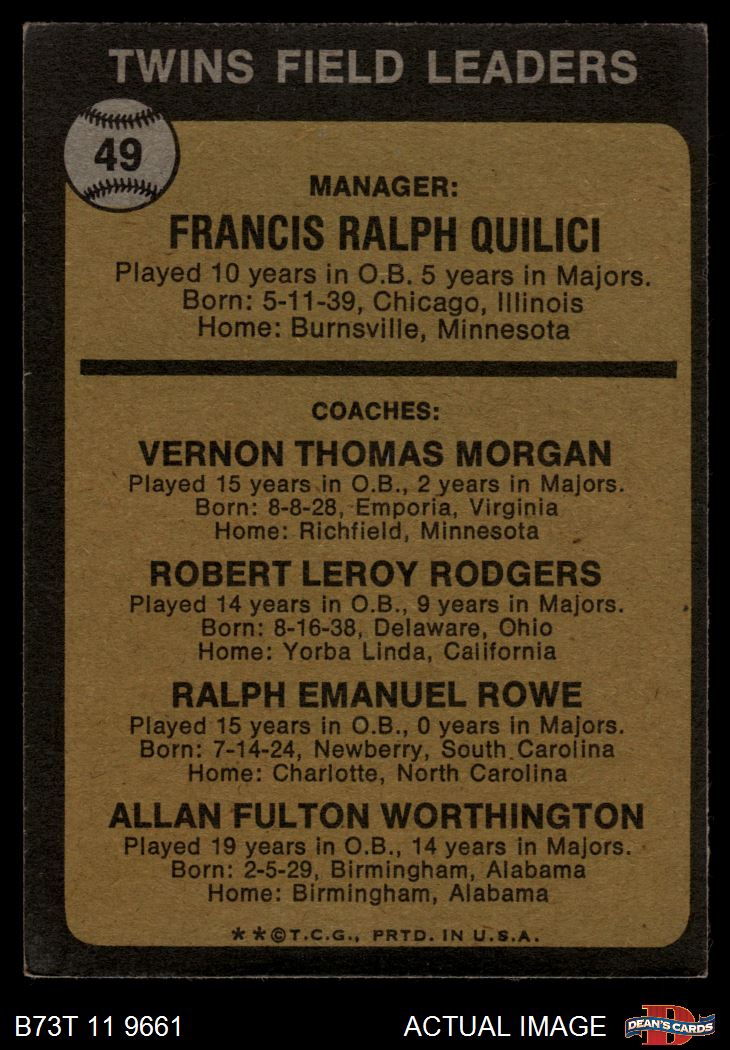 TWINS FIELD LEADERS
49
MANAGER:
FRANCIS RALPH QUILICI
Played 10 years in O.B. 5 years in Majors.
Born: 5-11-39, Chicago, Illinois
Home: Burnsville, Minnesota
COACHES:
VERNON THOMAS MORGAN
Played 15 years in O.B., 2 years in Majors.
Born: 8-8-28, Emporia, Virginia
Home: Richfield, Minnesota
ROBERT LEROY RODGERS
Played 14 years in O.B., 9 years in Majors.
Born: 8-16-38, Delaware, Ohio
Home: Yorba Linda, California
RALPH EMANUEL ROWE
Played 15 years in O.B., 0 years in Majors.
Born: 7-14-24, Newberry, South Carolina
Home: Charlotte, North Carolina
ALLAN FULTON WORTHINGTON
Played 19 years in O.B., 14 years in Majors.
Born: 2-5-29, Birmingham, Alabama
Home: Birmingham, Alabama
**©T.C.G., PRTD. IN U.S.A.
B73T 11 9661 ACTUAL IMAGE
D
DEAN'S CARDS